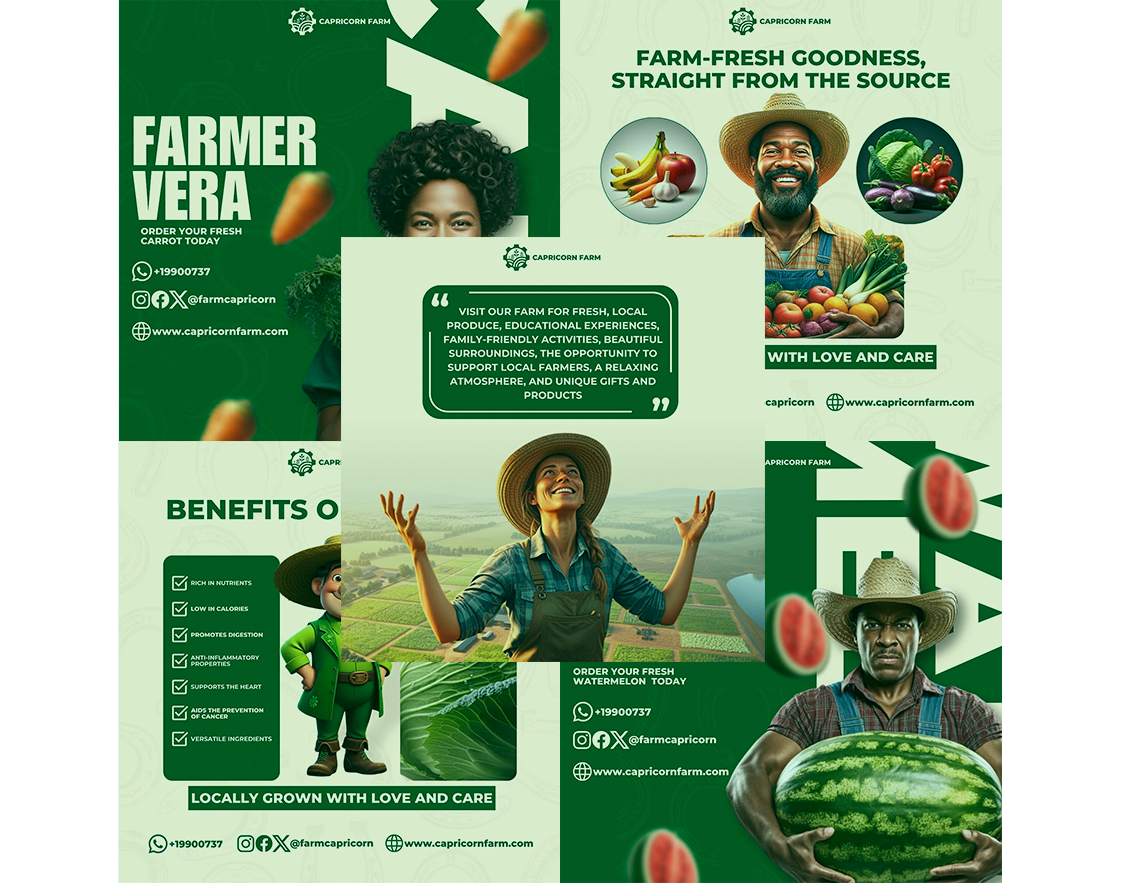 CAPRICORN FARM
FARMER
VERA
ORDER YOUR FRESH
CARROT TODAY
+19900737
@farmcapricorn
www.capricornfarm.com
CAPRICORN FARM
FARM-FRESH GOODNESS,
STRAIGHT FROM THE SOURCE
WITH LOVE AND CARE
capricorn
www.capricornfarm.com
CAPRICORN FARM
“
VISIT OUR FARM FOR FRESH, LOCAL
PRODUCE, EDUCATIONAL EXPERIENCES,
FAMILY-FRIENDLY ACTIVITIES, BEAUTIFUL
SURROUNDINGS, THE OPPORTUNITY TO
SUPPORT LOCAL FARMERS, A RELAXING
ATMOSPHERE, AND UNIQUE GIFTS AND
PRODUCTS
”
CAPR
BENEFITS O
RICH IN NUTRIENTS
LOW IN CALORIES
PROMOTES DIGESTION
ANTI-INFLAMMATORY
PROPERTIES
SUPPORTS THE HEART
AIDS THE PREVENTION
OF CANCER
VERSATILE INGREDIENTS
LOCALLY GROWN WITH LOVE AND CARE
+19900737
@farmcapricorn
www.capricornfarm.com
APRICORN FARM
ORDER YOUR FRESH
WATERMELON TODAY
+19900737
@farmcapricorn
www.capricornfarm.com